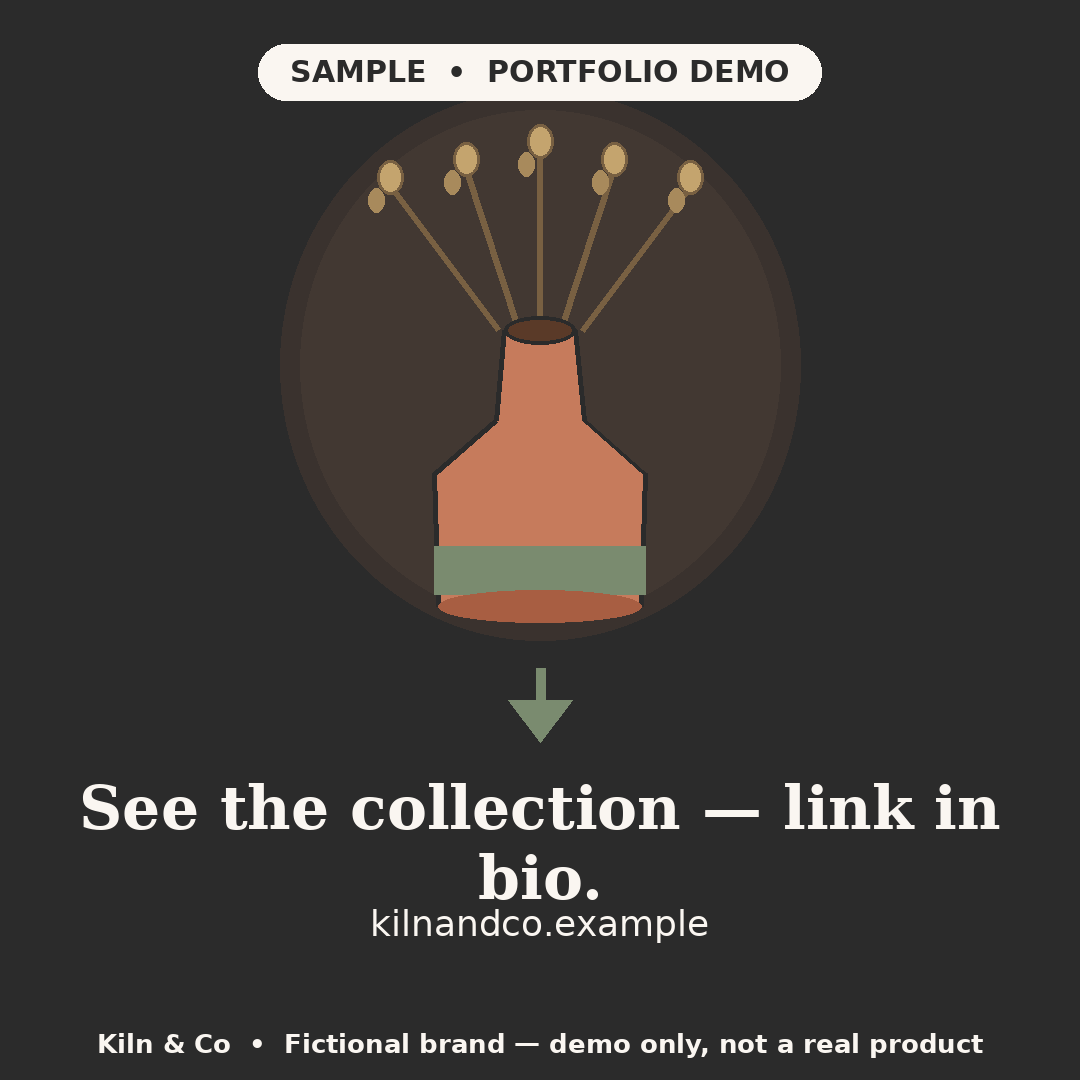 SAMPLE • PORTFOLIO DEMO
See the collection — link in
bio.
kilnandco.example
Kiln & Co • Fictional brand — demo only, not a real product